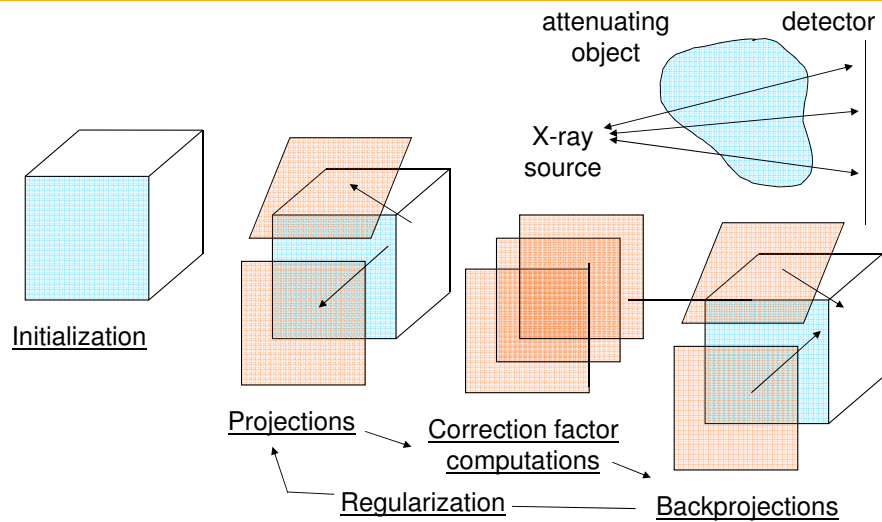 attenuating
object
detector
X-ray
source
Initialization
Projections
Correction factor
computations
Regularization
Backprojections